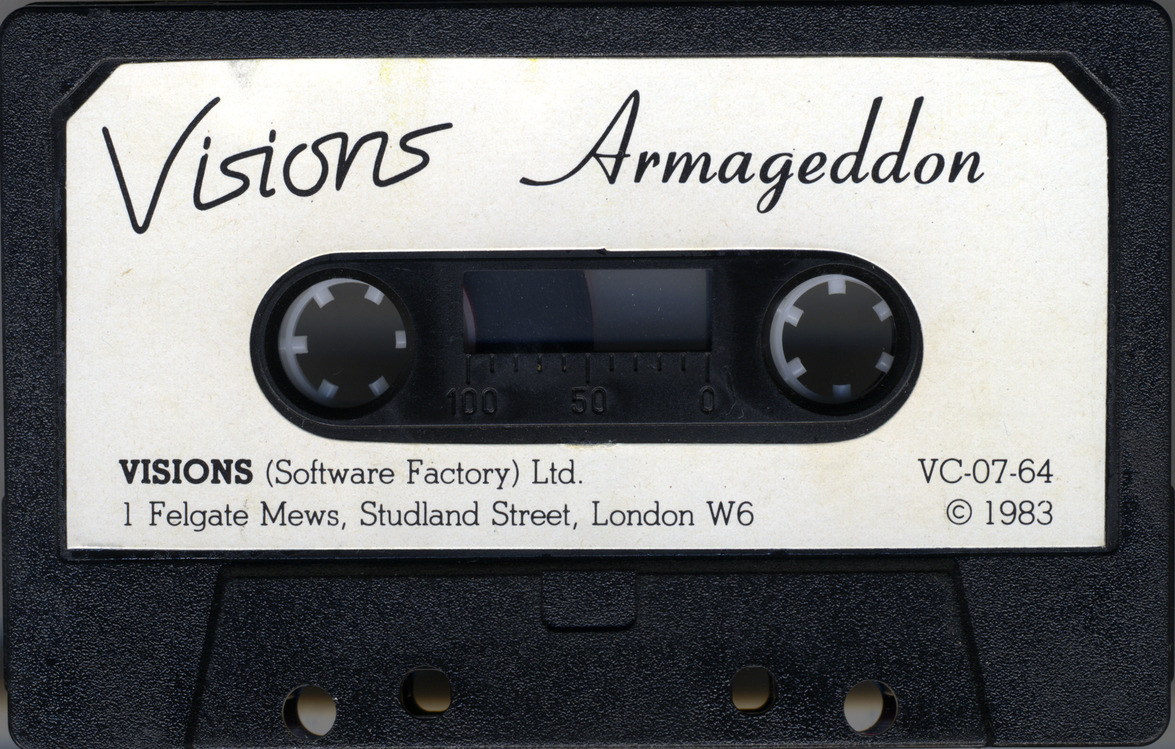 Visions Armageddon
100 50 0
VISIONS (Software Factory) Ltd. VC-07-64
1 Felgate Mews, Studland Street, London W6 © 1983